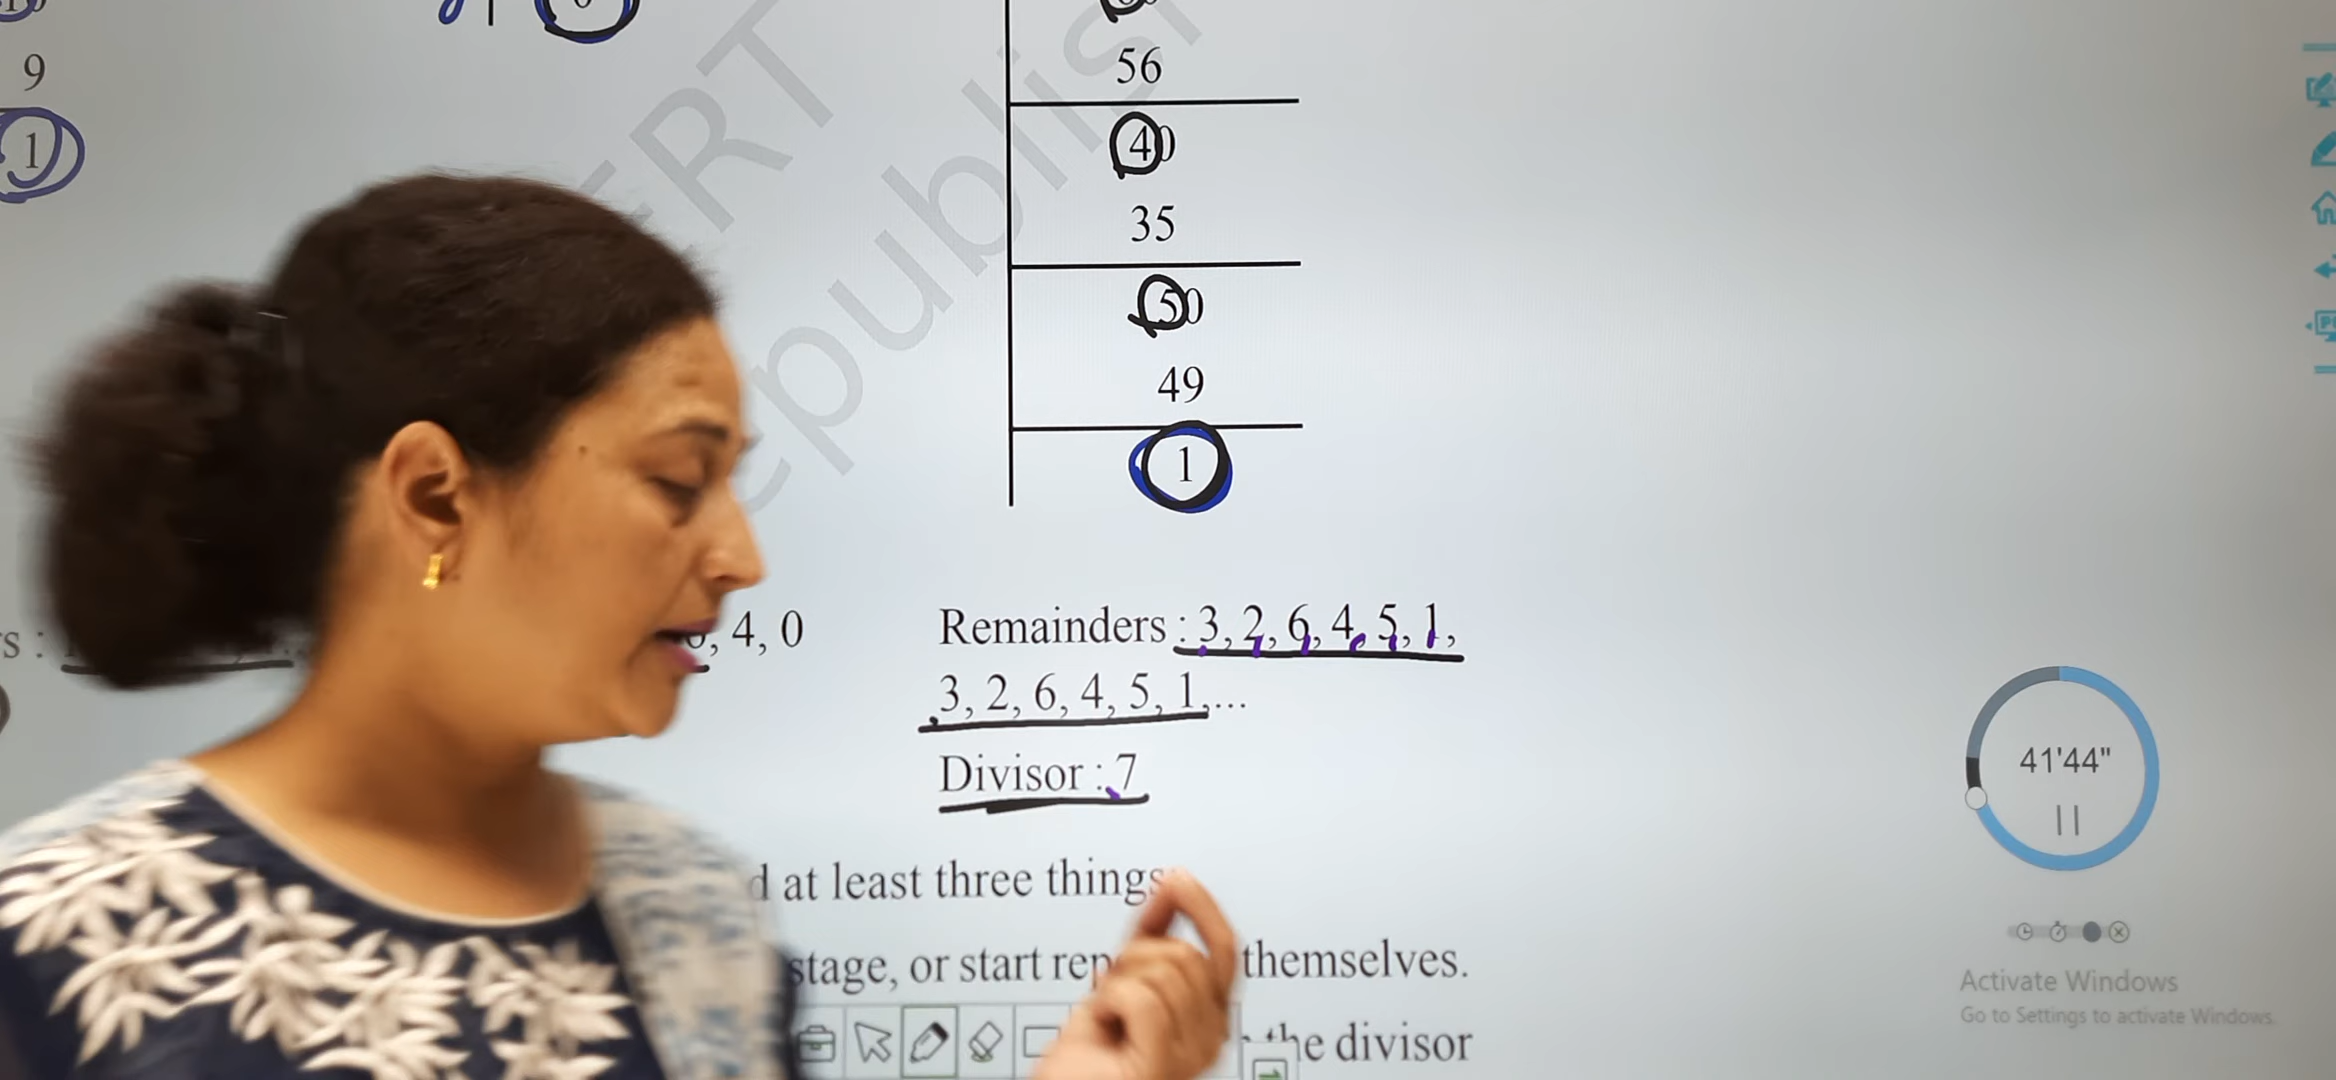 9
1
56
40
35
50
49
1
, 4, 0
Remainders : 3, 2, 6, 4, 5, 1,
3, 2, 6, 4, 5, 1,...
Divisor : 7
at least three things
stage, or start themselves.
the divisor
41'44"
Activate Windows
Go to Settings to activate Windows.